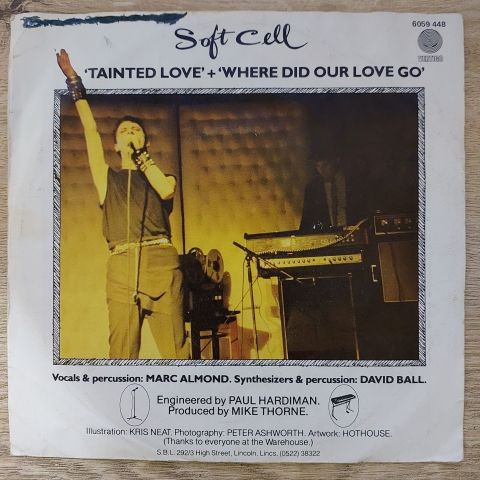 6059 448
Soft Cell
VERTIGO
'TAINTED LOVE' + 'WHERE DID OUR LOVE GO'
Vocals & percussion: MARC ALMOND. Synthesizers & percussion: DAVID BALL.
Engineered by PAUL HARDIMAN.
Produced by MIKE THORNE.
Illustration: KRIS NEAT. Photography: PETER ASHWORTH. Artwork: HOTHOUSE.
(Thanks to everyone at the Warehouse.)
S.B.L. 292/3 High Street, Lincoln, Lincs. (0522) 38322